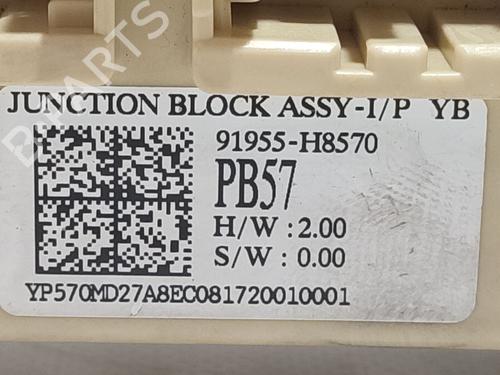 JUNCTION BLOCK ASSY-I/P YB
91955-H8570
PB57
H/W : 2.00
S/W : 0.00
YP570MD27A8EC081720010001